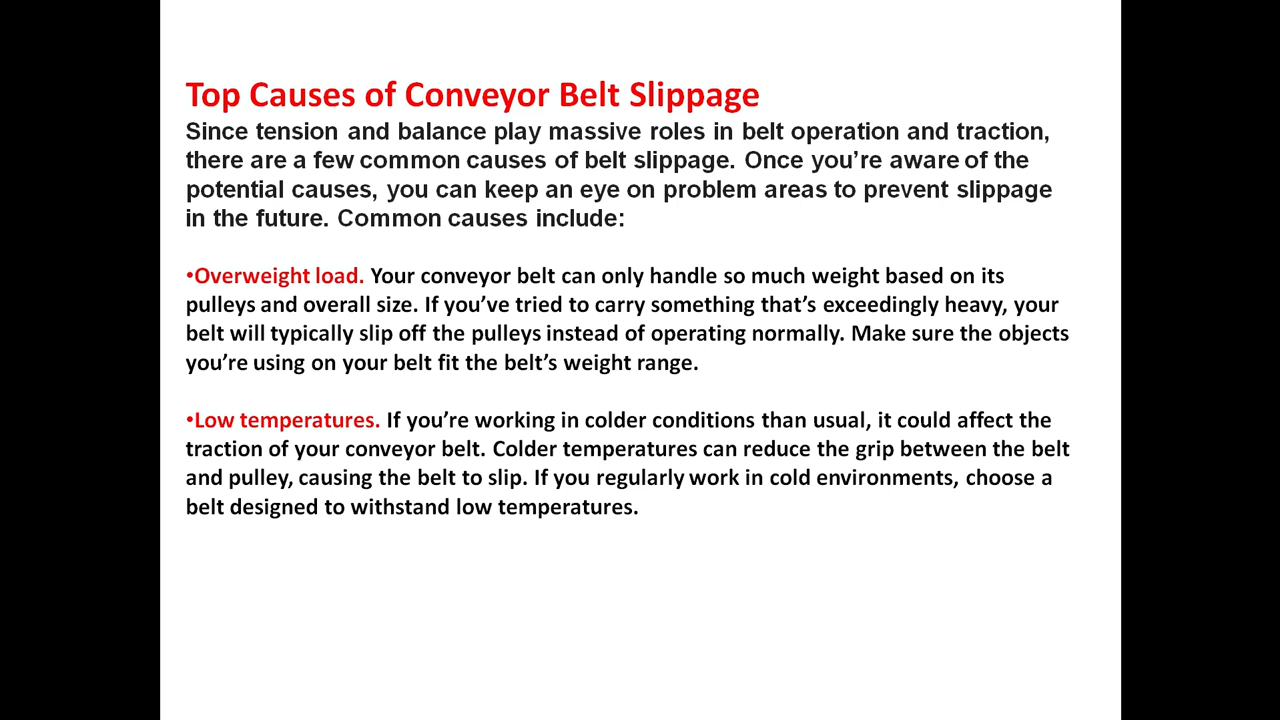 Top Causes of Conveyor Belt Slippage
Since tension and balance play massive roles in belt operation and traction,
there are a few common causes of belt slippage. Once you’re aware of the
potential causes, you can keep an eye on problem areas to prevent slippage
in the future. Common causes include:
•Overweight load. Your conveyor belt can only handle so much weight based on its
pulleys and overall size. If you’ve tried to carry something that’s exceedingly heavy, your
belt will typically slip off the pulleys instead of operating normally. Make sure the objects
you’re using on your belt fit the belt’s weight range.
•Low temperatures. If you’re working in colder conditions than usual, it could affect the
traction of your conveyor belt. Colder temperatures can reduce the grip between the belt
and pulley, causing the belt to slip. If you regularly work in cold environments, choose a
belt designed to withstand low temperatures.